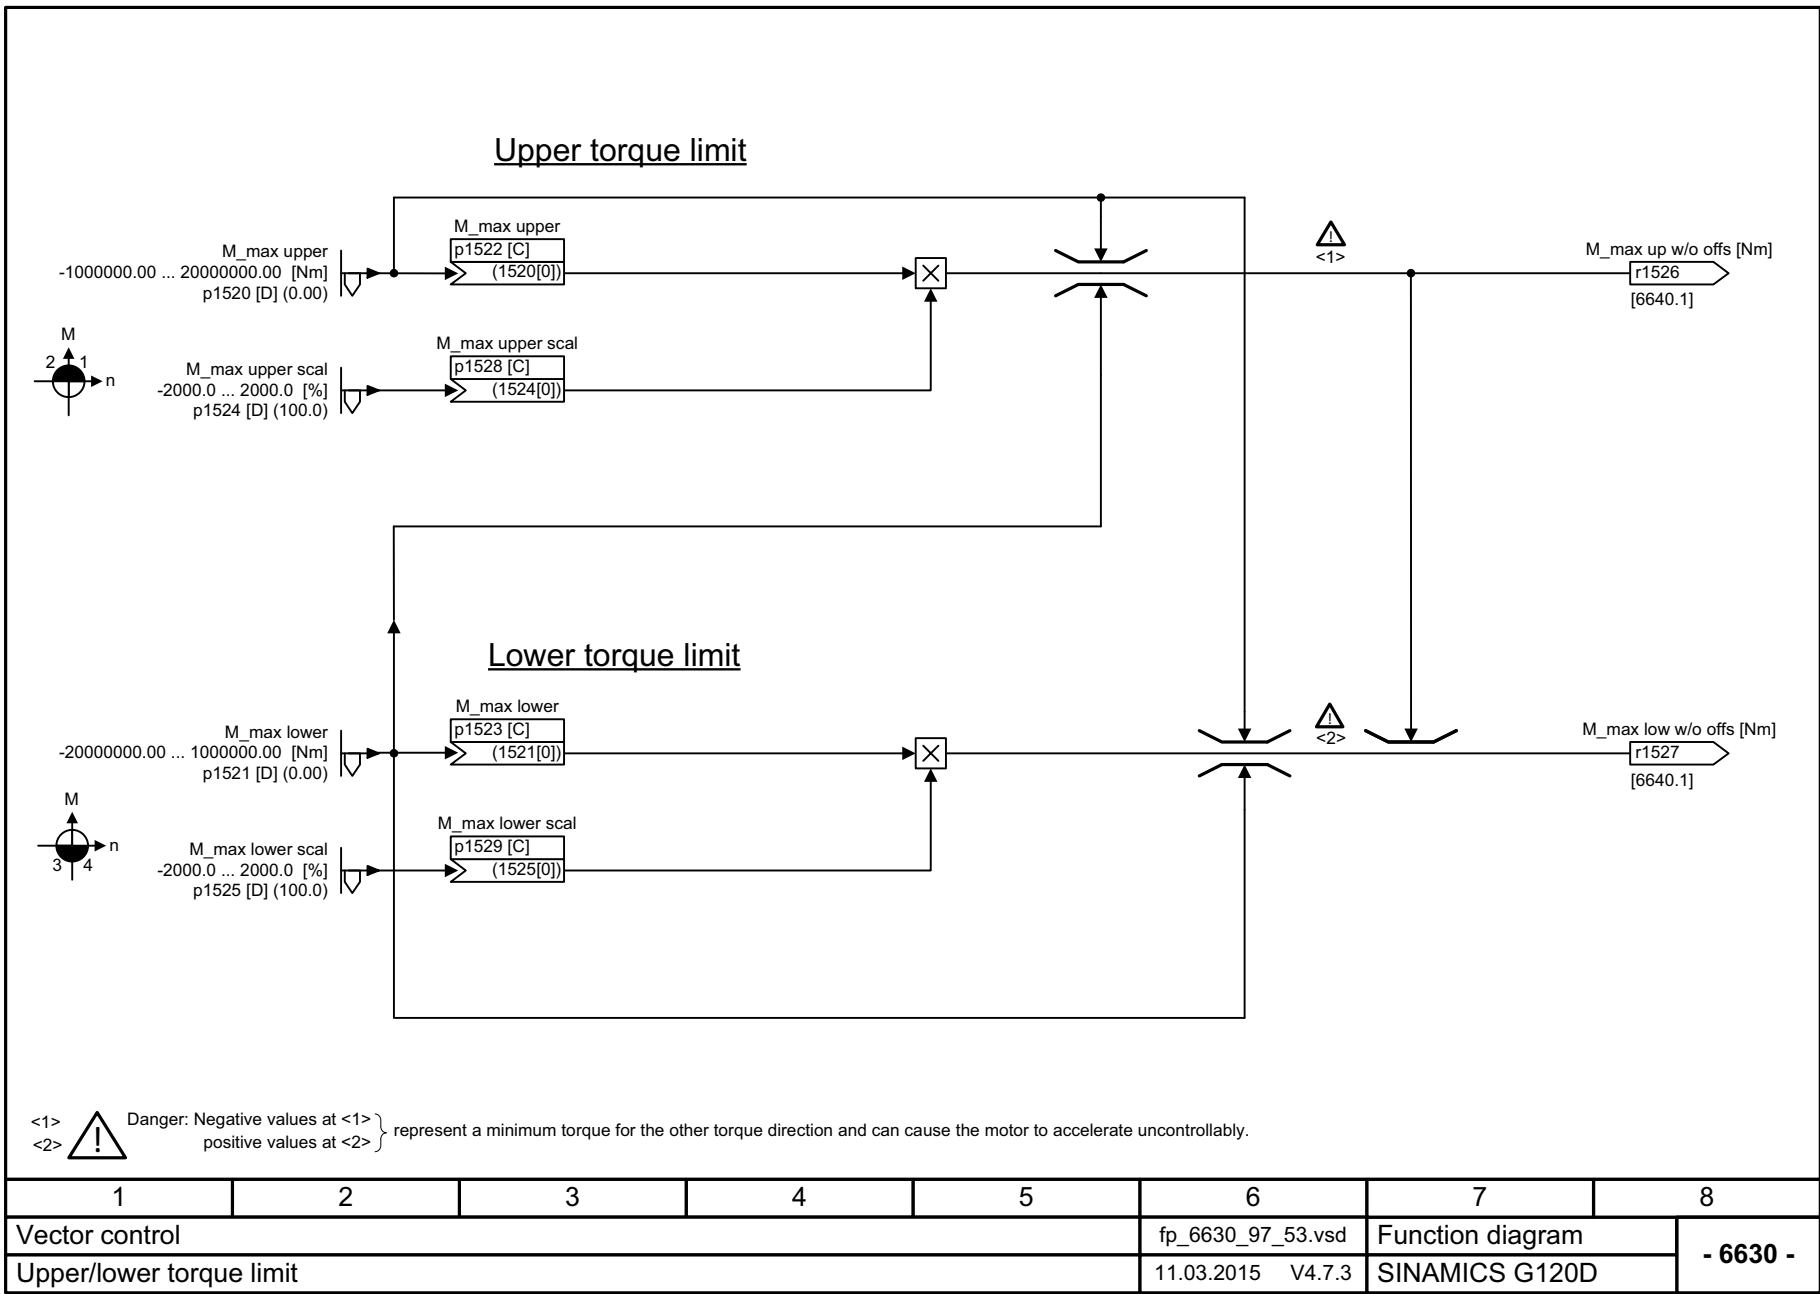 Upper torque limit
M_max upper
-1000000.00 ... 20000000.00 [Nm]
p1520 [D] (0.00)
M_max upper
p1522 [C]
(1520[0])
<1>
M_max up w/o offs [Nm]
r1526
[6640.1]
M
2 1
n
M_max upper scal
-2000.0 ... 2000.0 [%]
p1524 [D] (100.0)
M_max upper scal
p1528 [C]
(1524[0])
Lower torque limit
M_max lower
-20000000.00 ... 1000000.00 [Nm]
p1521 [D] (0.00)
M_max lower
p1523 [C]
(1521[0])
<2>
M_max low w/o offs [Nm]
r1527
[6640.1]
M
n
3 4
M_max lower scal
-2000.0 ... 2000.0 [%]
p1525 [D] (100.0)
M_max lower scal
p1529 [C]
(1525[0])
<1>
<2>
!
Danger: Negative values at <1>
positive values at <2>
represent a minimum torque for the other torque direction and can cause the motor to accelerate uncontrollably.
1 2 3 4 5 6 7 8
Vector control
fp_6630_97_53.vsd
Function diagram
- 6630 -
Upper/lower torque limit
11.03.2015 V4.7.3
SINAMICS G120D